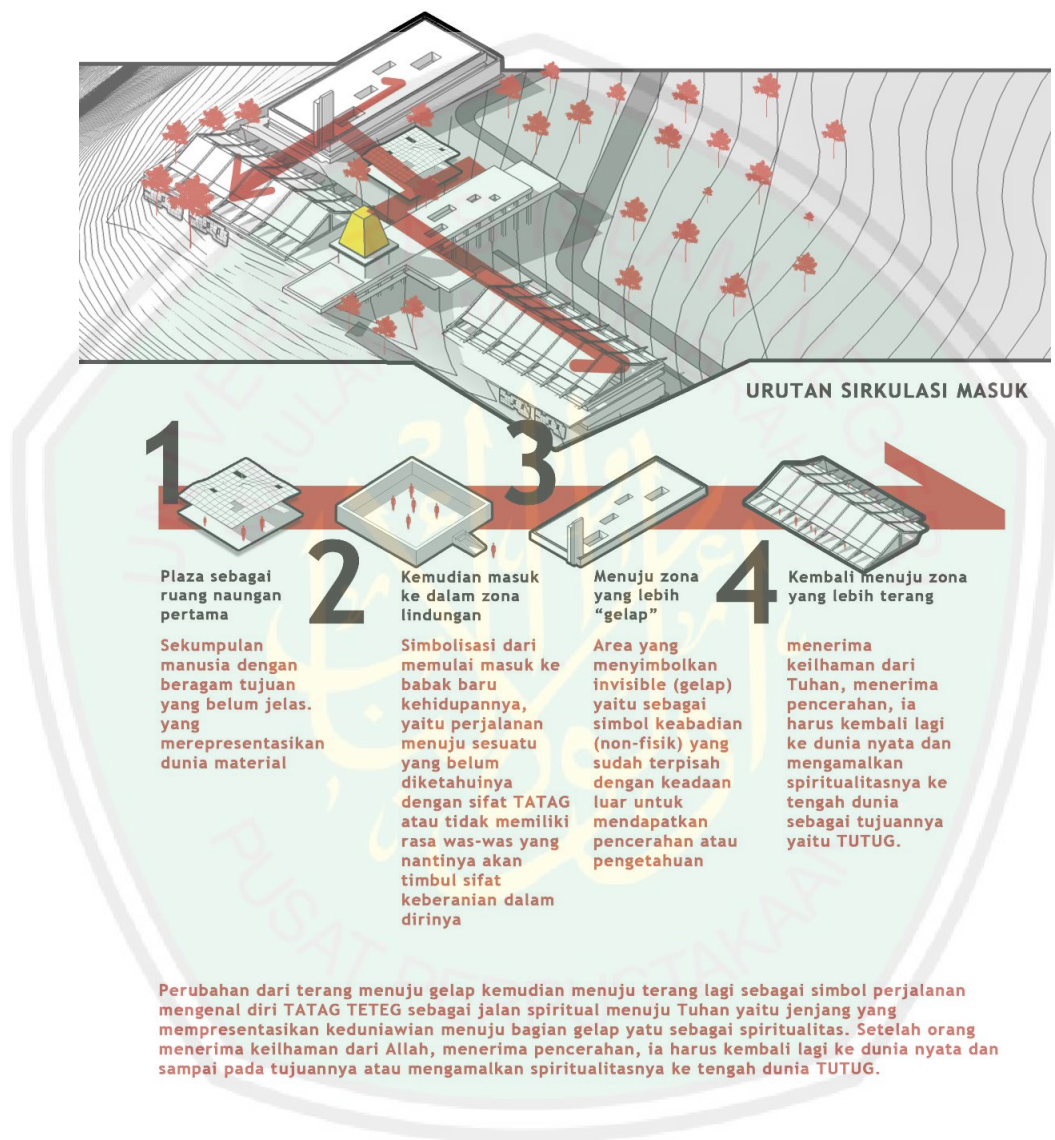 URUTAN SIRKULASI MASUK
1
Plaza sebagai
ruang naungan
pertama
Sekumpulan
manusia dengan
beragam tujuan
yang belum jelas.
yang
merepresentasikan
dunia material
2
Kemudian masuk
ke dalam zona
lindungan
Simbolisasi dari
memulai masuk ke
babak baru
kehidupannya,
yaitu perjalanan
menuju sesuatu
yang belum
diketahuinya
dengan sifat TATAG
atau tidak memiliki
rasa was-was yang
nantinya akan
timbul sifat
keberanian dalam
dirinya
3
Menuju zona
yang lebih
“gelap”
Area yang
menyimbolkan
invisible (gelap)
yaitu sebagai
simbol keabadian
(non-fisik) yang
sudah terpisah
dengan keadaan
luar untuk
mendapatkan
pencerahan atau
pengetahuan
4
Kembali menuju zona
yang lebih terang
menerima
keilhaman dari
Tuhan, menerima
pencerahan, ia
harus kembali lagi
ke dunia nyata dan
mengamalkan
spiritualitasnya ke
tengah dunia
sebagai tujuannya
yaitu TUTUG.
Perubahan dari terang menuju gelap kemudian menuju terang lagi sebagai simbol perjalanan
mengenal diri TATAG TETEG sebagai jalan spiritual menuju Tuhan yaitu jenjang yang
mempresentasikan keduniawian menuju bagian gelap yatu sebagai spiritualitas. Setelah orang
menerima keilhaman dari Allah, menerima pencerahan, ia harus kembali lagi ke dunia nyata dan
sampai pada tujuannya atau mengamalkan spiritualitasnya ke tengah dunia TUTUG.